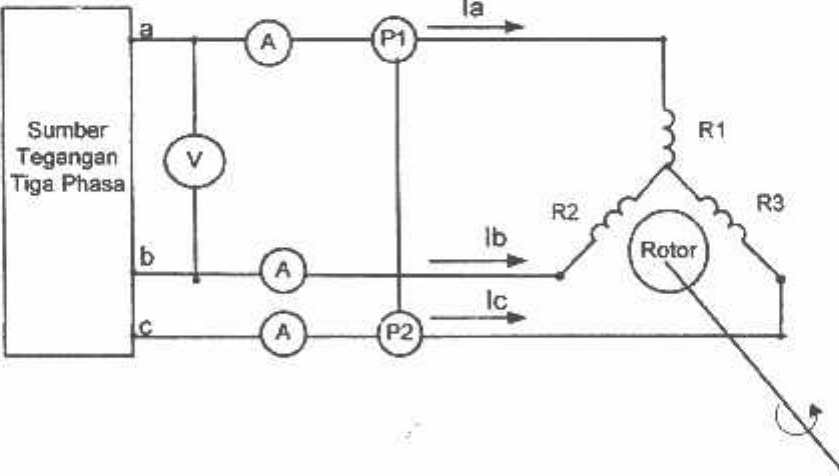 Ia
a
A
P1
Sumber
Tegangan
Tiga Phasa
V
R1
R2
R3
Rotor
b
A
Ib
c
A
P2
Ic